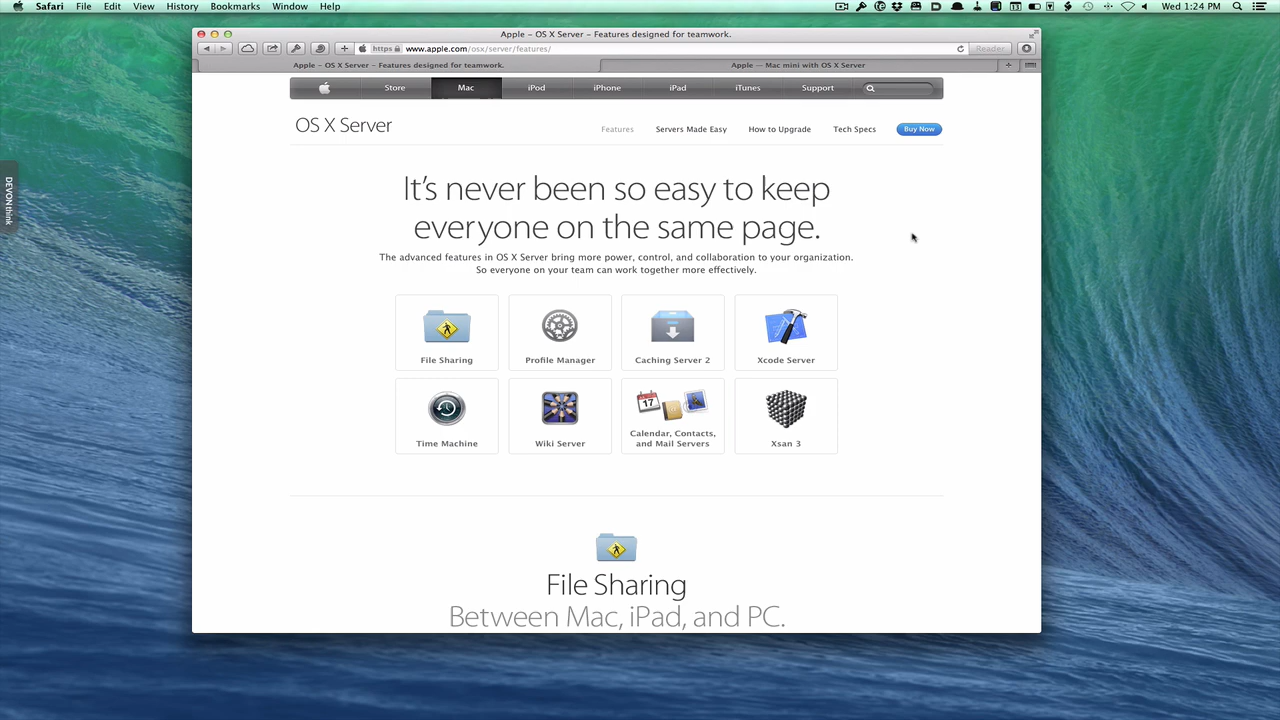 Safari File Edit View History Bookmarks Window Help Wed 1:24 PM
Apple – OS X Server – Features designed for teamwork.
https www.apple.com/osx/server/features/ Reader
Apple – OS X Server – Features designed for teamwork. Apple — Mac mini with OS X Server
Store Mac iPod iPhone iPad iTunes Support
OS X Server Features Servers Made Easy How to Upgrade Tech Specs Buy Now
DEVONthink
It's never been so easy to keep
everyone on the same page.
The advanced features in OS X Server bring more power, control, and collaboration to your organization.
So everyone on your team can work together more effectively.
File Sharing Profile Manager Caching Server 2 Xcode Server
17
Calendar, Contacts,
Time Machine Wiki Server and Mail Servers Xsan 3
File Sharing
Between Mac, iPad, and PC.